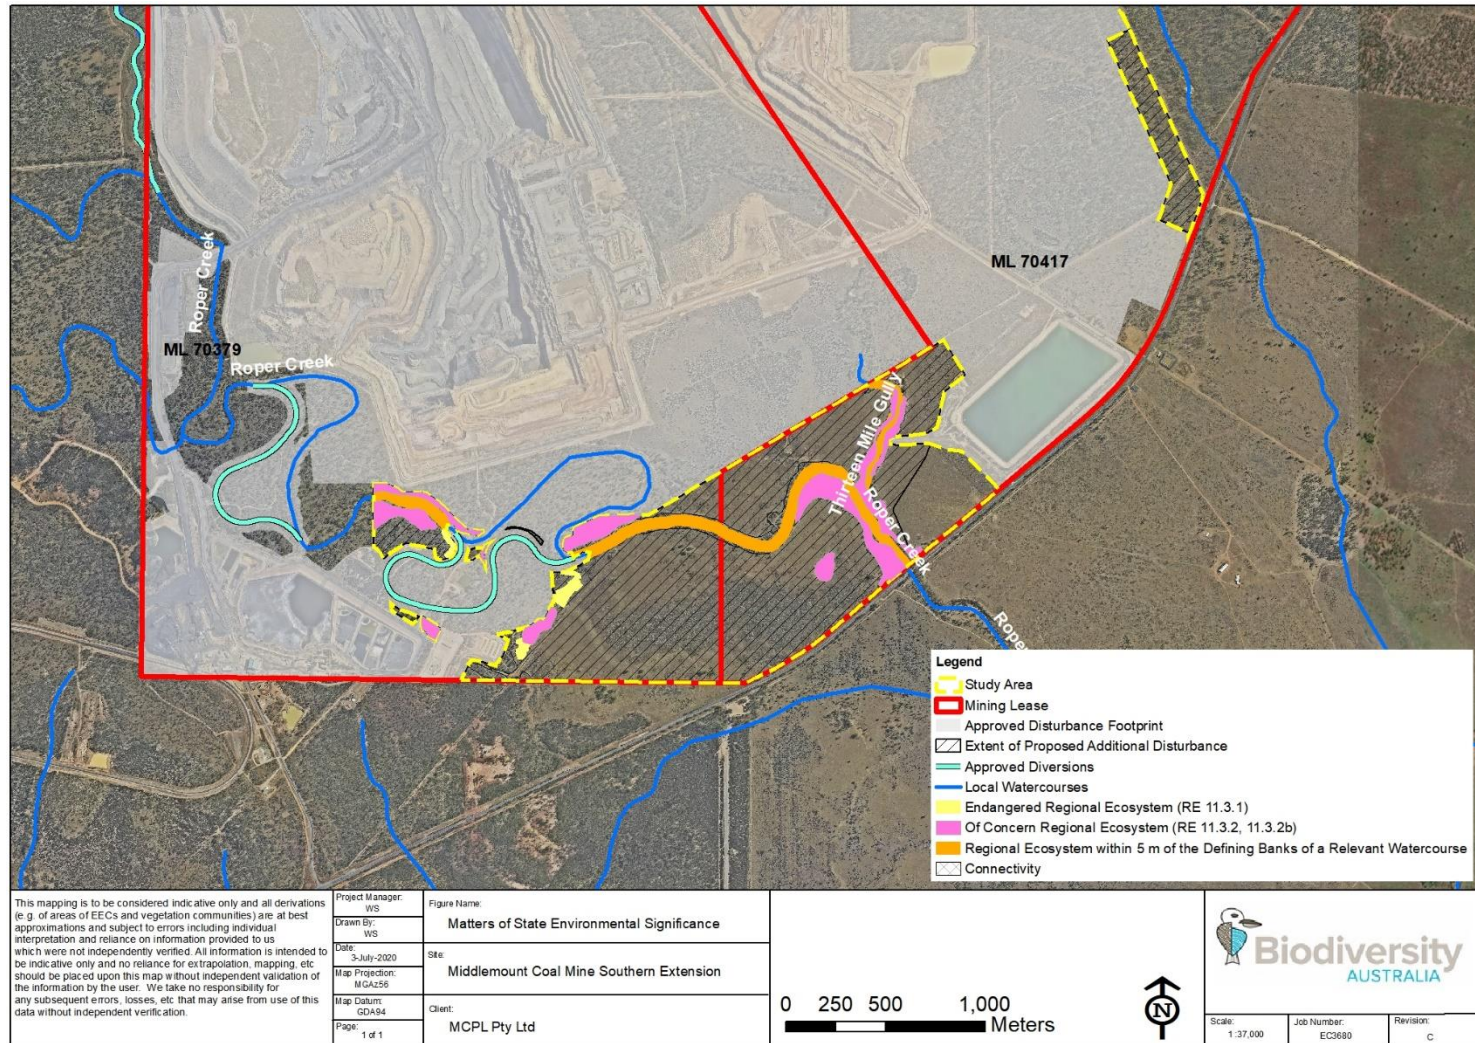 ML 70417
Roper Creek
ML 70379
Roper Creek
Thirteen Mile Gully
Roper Creek
Roper
Legend
Study Area
Mining Lease
Approved Disturbance Footprint
Extent of Proposed Additional Disturbance
Approved Diversions
Local Watercourses
Endangered Regional Ecosystem (RE 11.3.1)
Of Concern Regional Ecosystem (RE 11.3.2, 11.3.2b)
Regional Ecosystem within 5 m of the Defining Banks of a Relevant Watercourse
Connectivity
This mapping is to be considered indicative only and all derivations
(e.g. of areas of EECs and vegetation communities) are at best
approximations and subject to errors including individual
interpretation and reliance on information provided to us
which were not independently verified. All information is intended to
be indicative only and no reliance for extrapolation, mapping, etc
should be placed upon this map without independent validation of
the information by the user. We take no responsibility for
any subsequent errors, losses, etc that may arise from use of this
data without independent verification.
Project Manager:
WS
Drawn By:
WS
Date:
3-July-2020
Map Projection:
MGAz56
Map Datum:
GDA94
Page:
1 of 1
Figure Name:
Matters of State Environmental Significance
Site:
Middlemount Coal Mine Southern Extension
Client:
MCPL Pty Ltd
0 250 500 1,000
Meters
N
Biodiversity
AUSTRALIA
Scale:
1:37,000
Job Number:
EC3680
Revision:
C